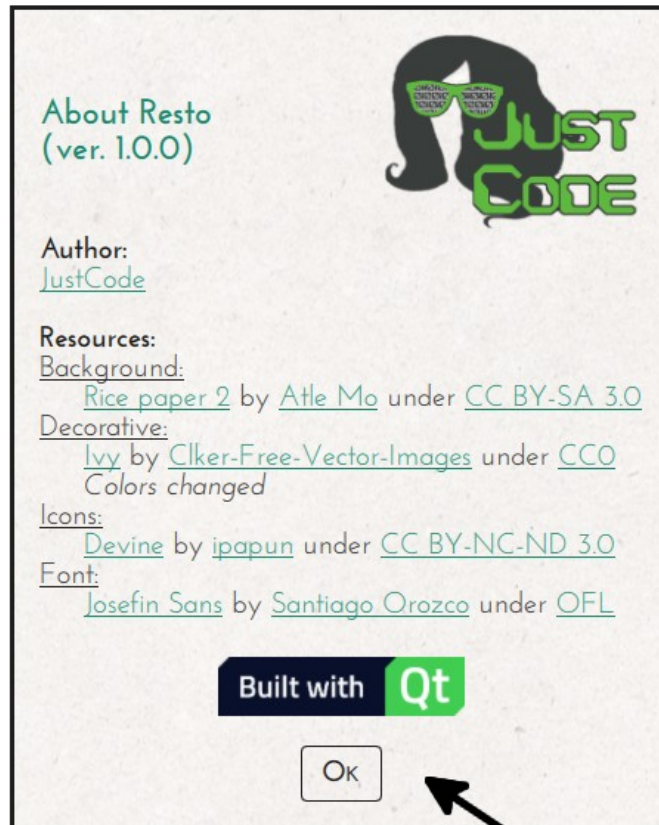 About Resto
(ver. 1.0.0)
JUST
CODE
Author:
JustCode
Resources:
Background:
Rice paper 2 by Atle Mo under CC BY-SA 3.0
Decorative:
Ivy by Clker-Free-Vector-Images under CC0
Colors changed
Icons:
Devine by ipapun under CC BY-NC-ND 3.0
Font:
Josefin Sans by Santiago Orozco under OFL
Built with Qt
OK